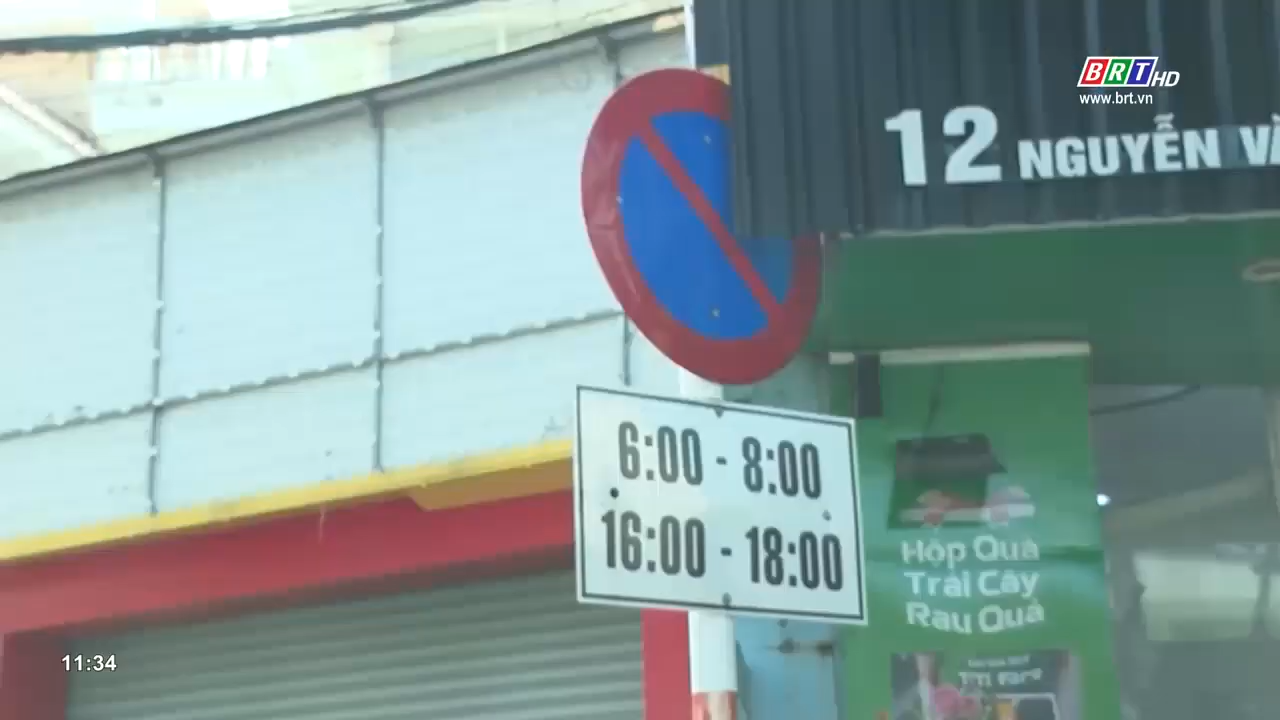 BRT HD
www.brt.vn
12 NGUYỄN
6:00 - 8:00
16:00 - 18:00
Hộp Quà
Trái Cây
Rau Quả
11:34